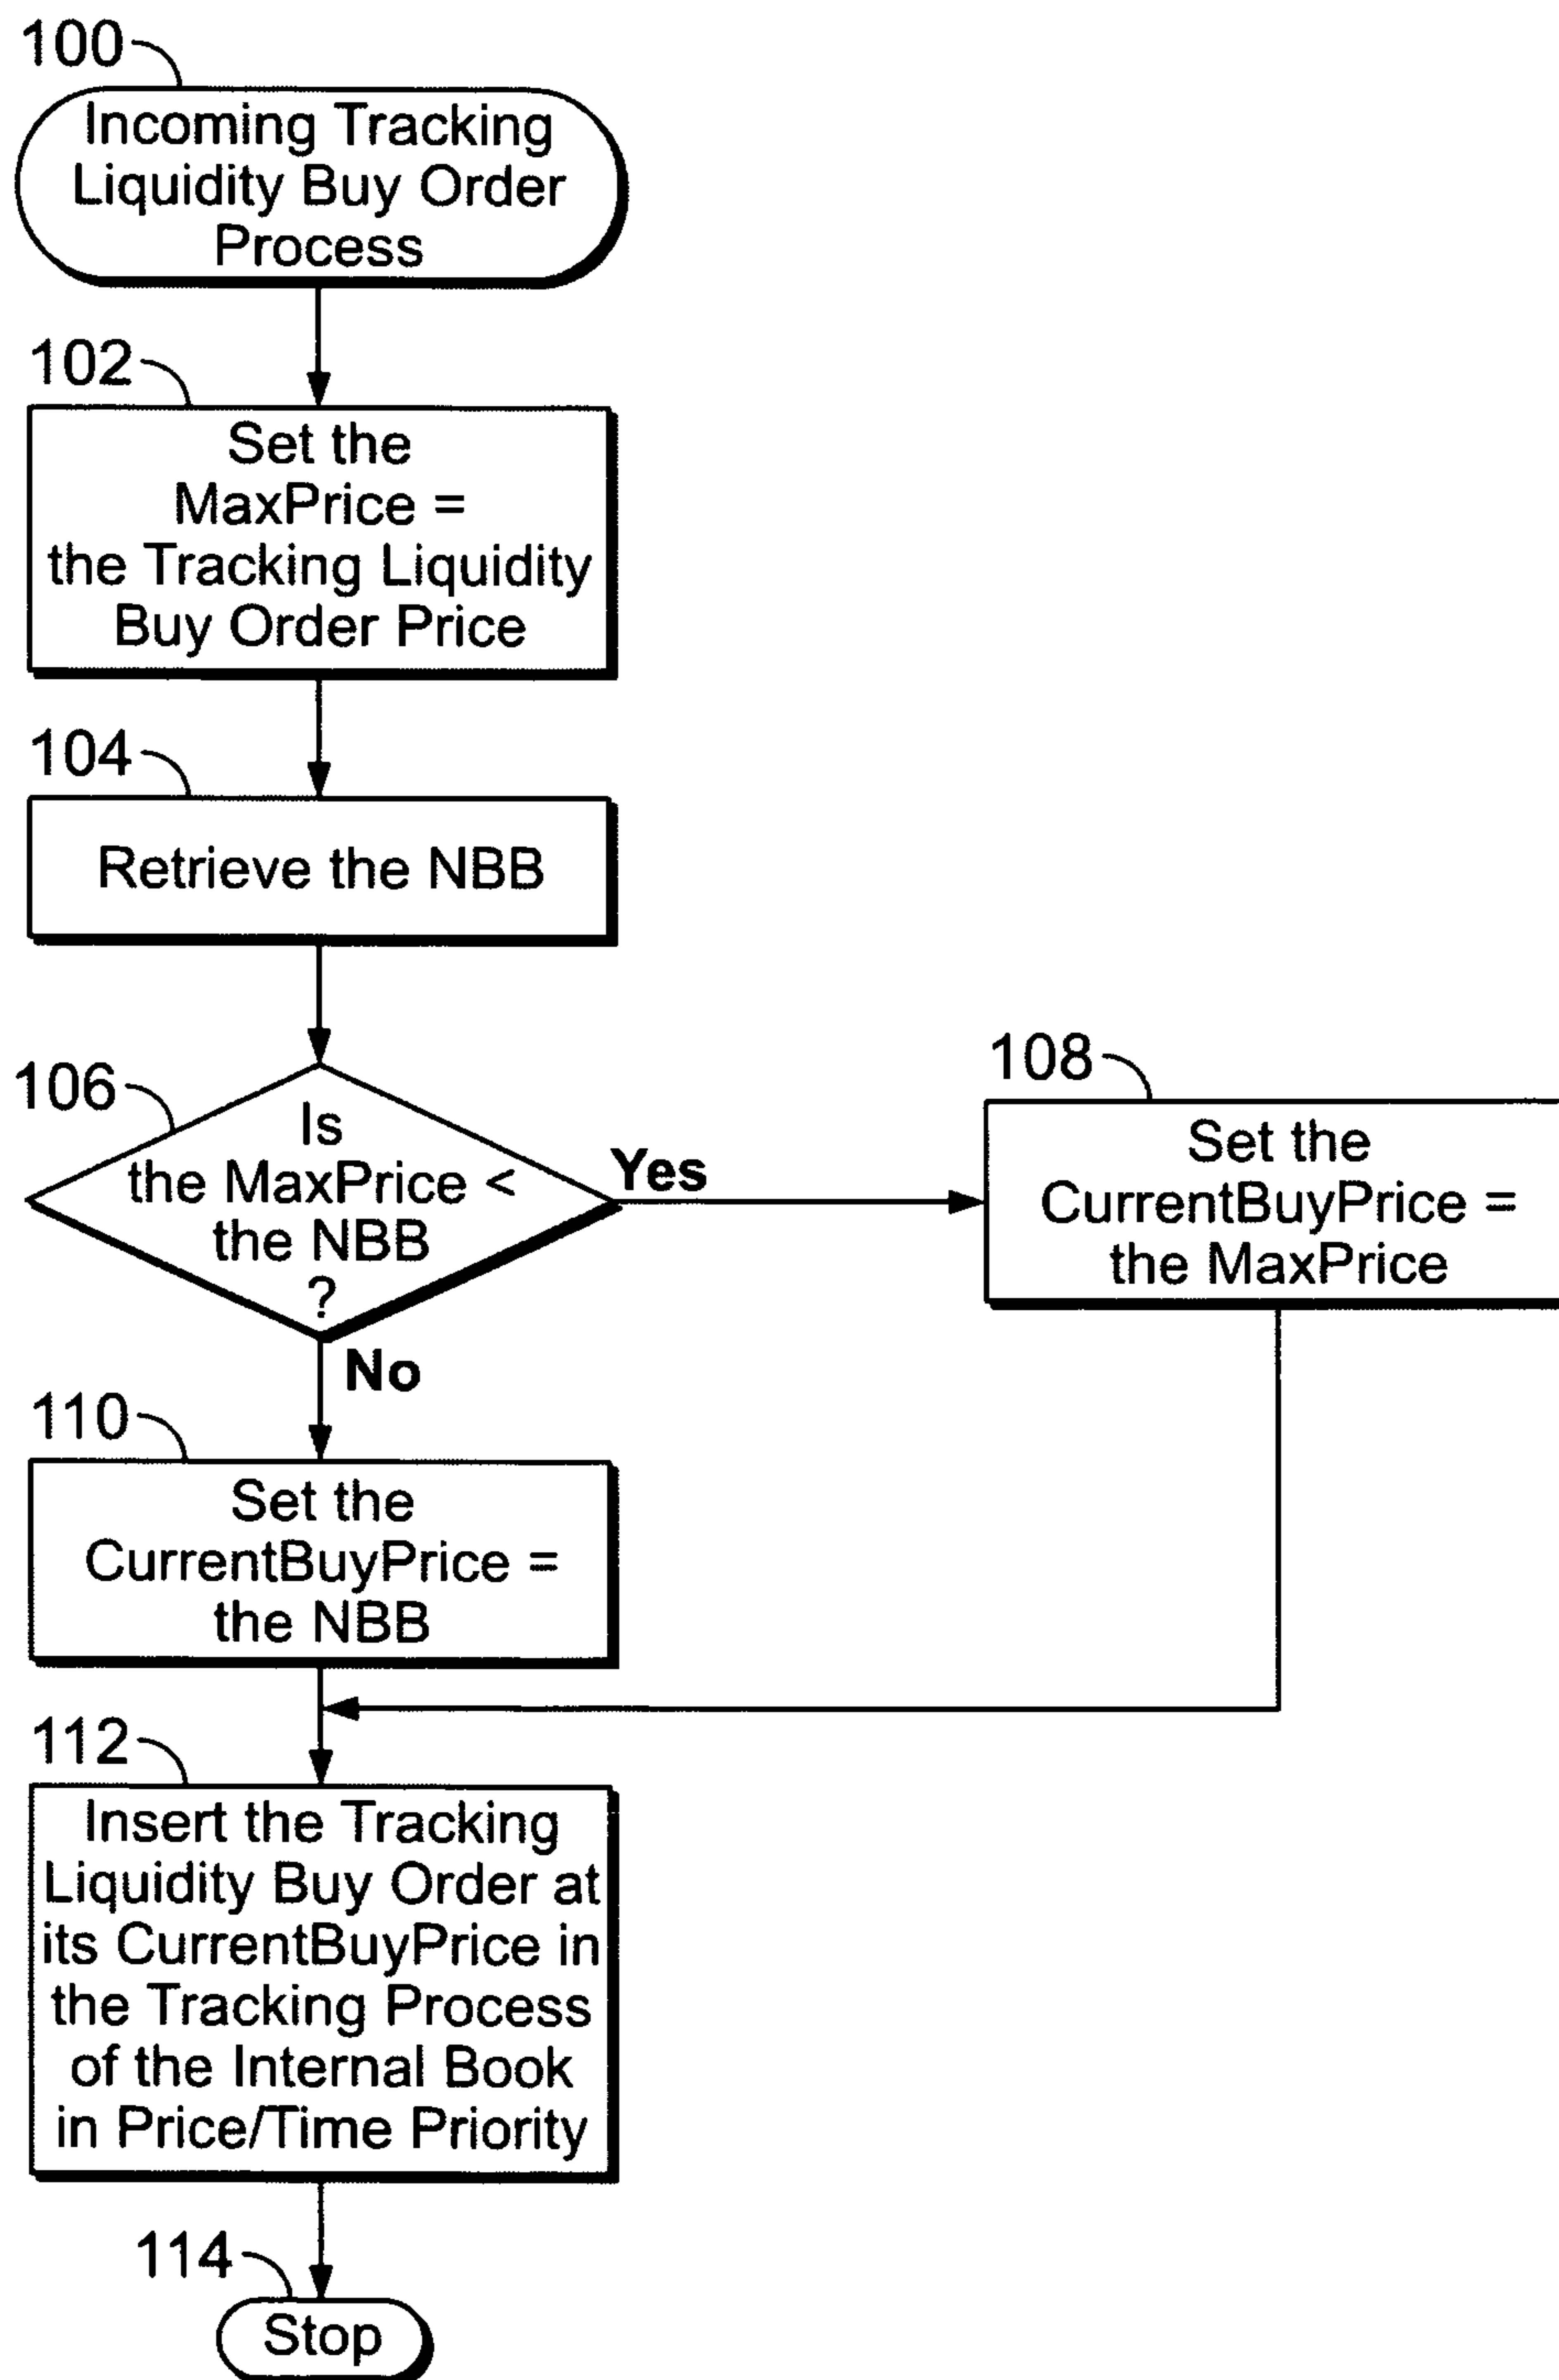 100
Incoming Tracking
Liquidity Buy Order
Process
102
Set the
MaxPrice =
the Tracking Liquidity
Buy Order Price
104
Retrieve the NBB
106
Is
the MaxPrice <
the NBB
?
Yes
108
Set the
CurrentBuyPrice =
the MaxPrice
No
110
Set the
CurrentBuyPrice =
the NBB
112
Insert the Tracking
Liquidity Buy Order at
its CurrentBuyPrice in
the Tracking Process
of the Internal Book
in Price/Time Priority
114
Stop